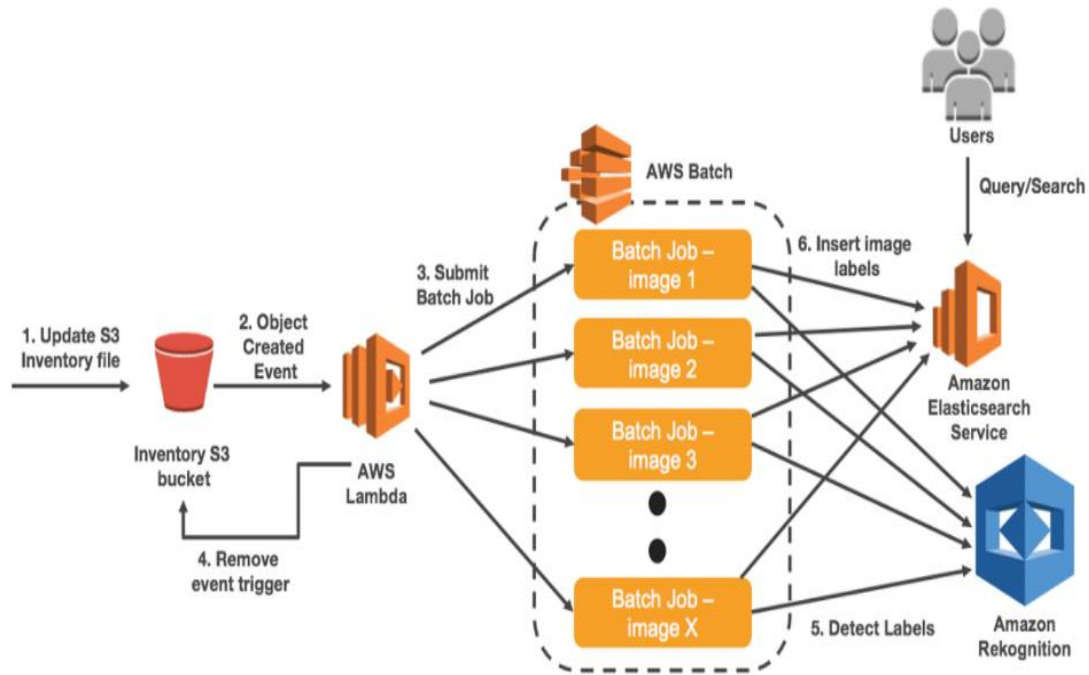 Users
Query/Search
AWS Batch
Batch Job –
image 1
6. Insert image
labels
3. Submit
Batch Job
1. Update S3
Inventory file
2. Object
Created
Event
Batch Job –
image 2
Amazon
Elasticsearch
Service
Batch Job –
image 3
Inventory S3
bucket
AWS
Lambda
4. Remove
event trigger
Batch Job –
image X
5. Detect Labels
Amazon
Rekognition